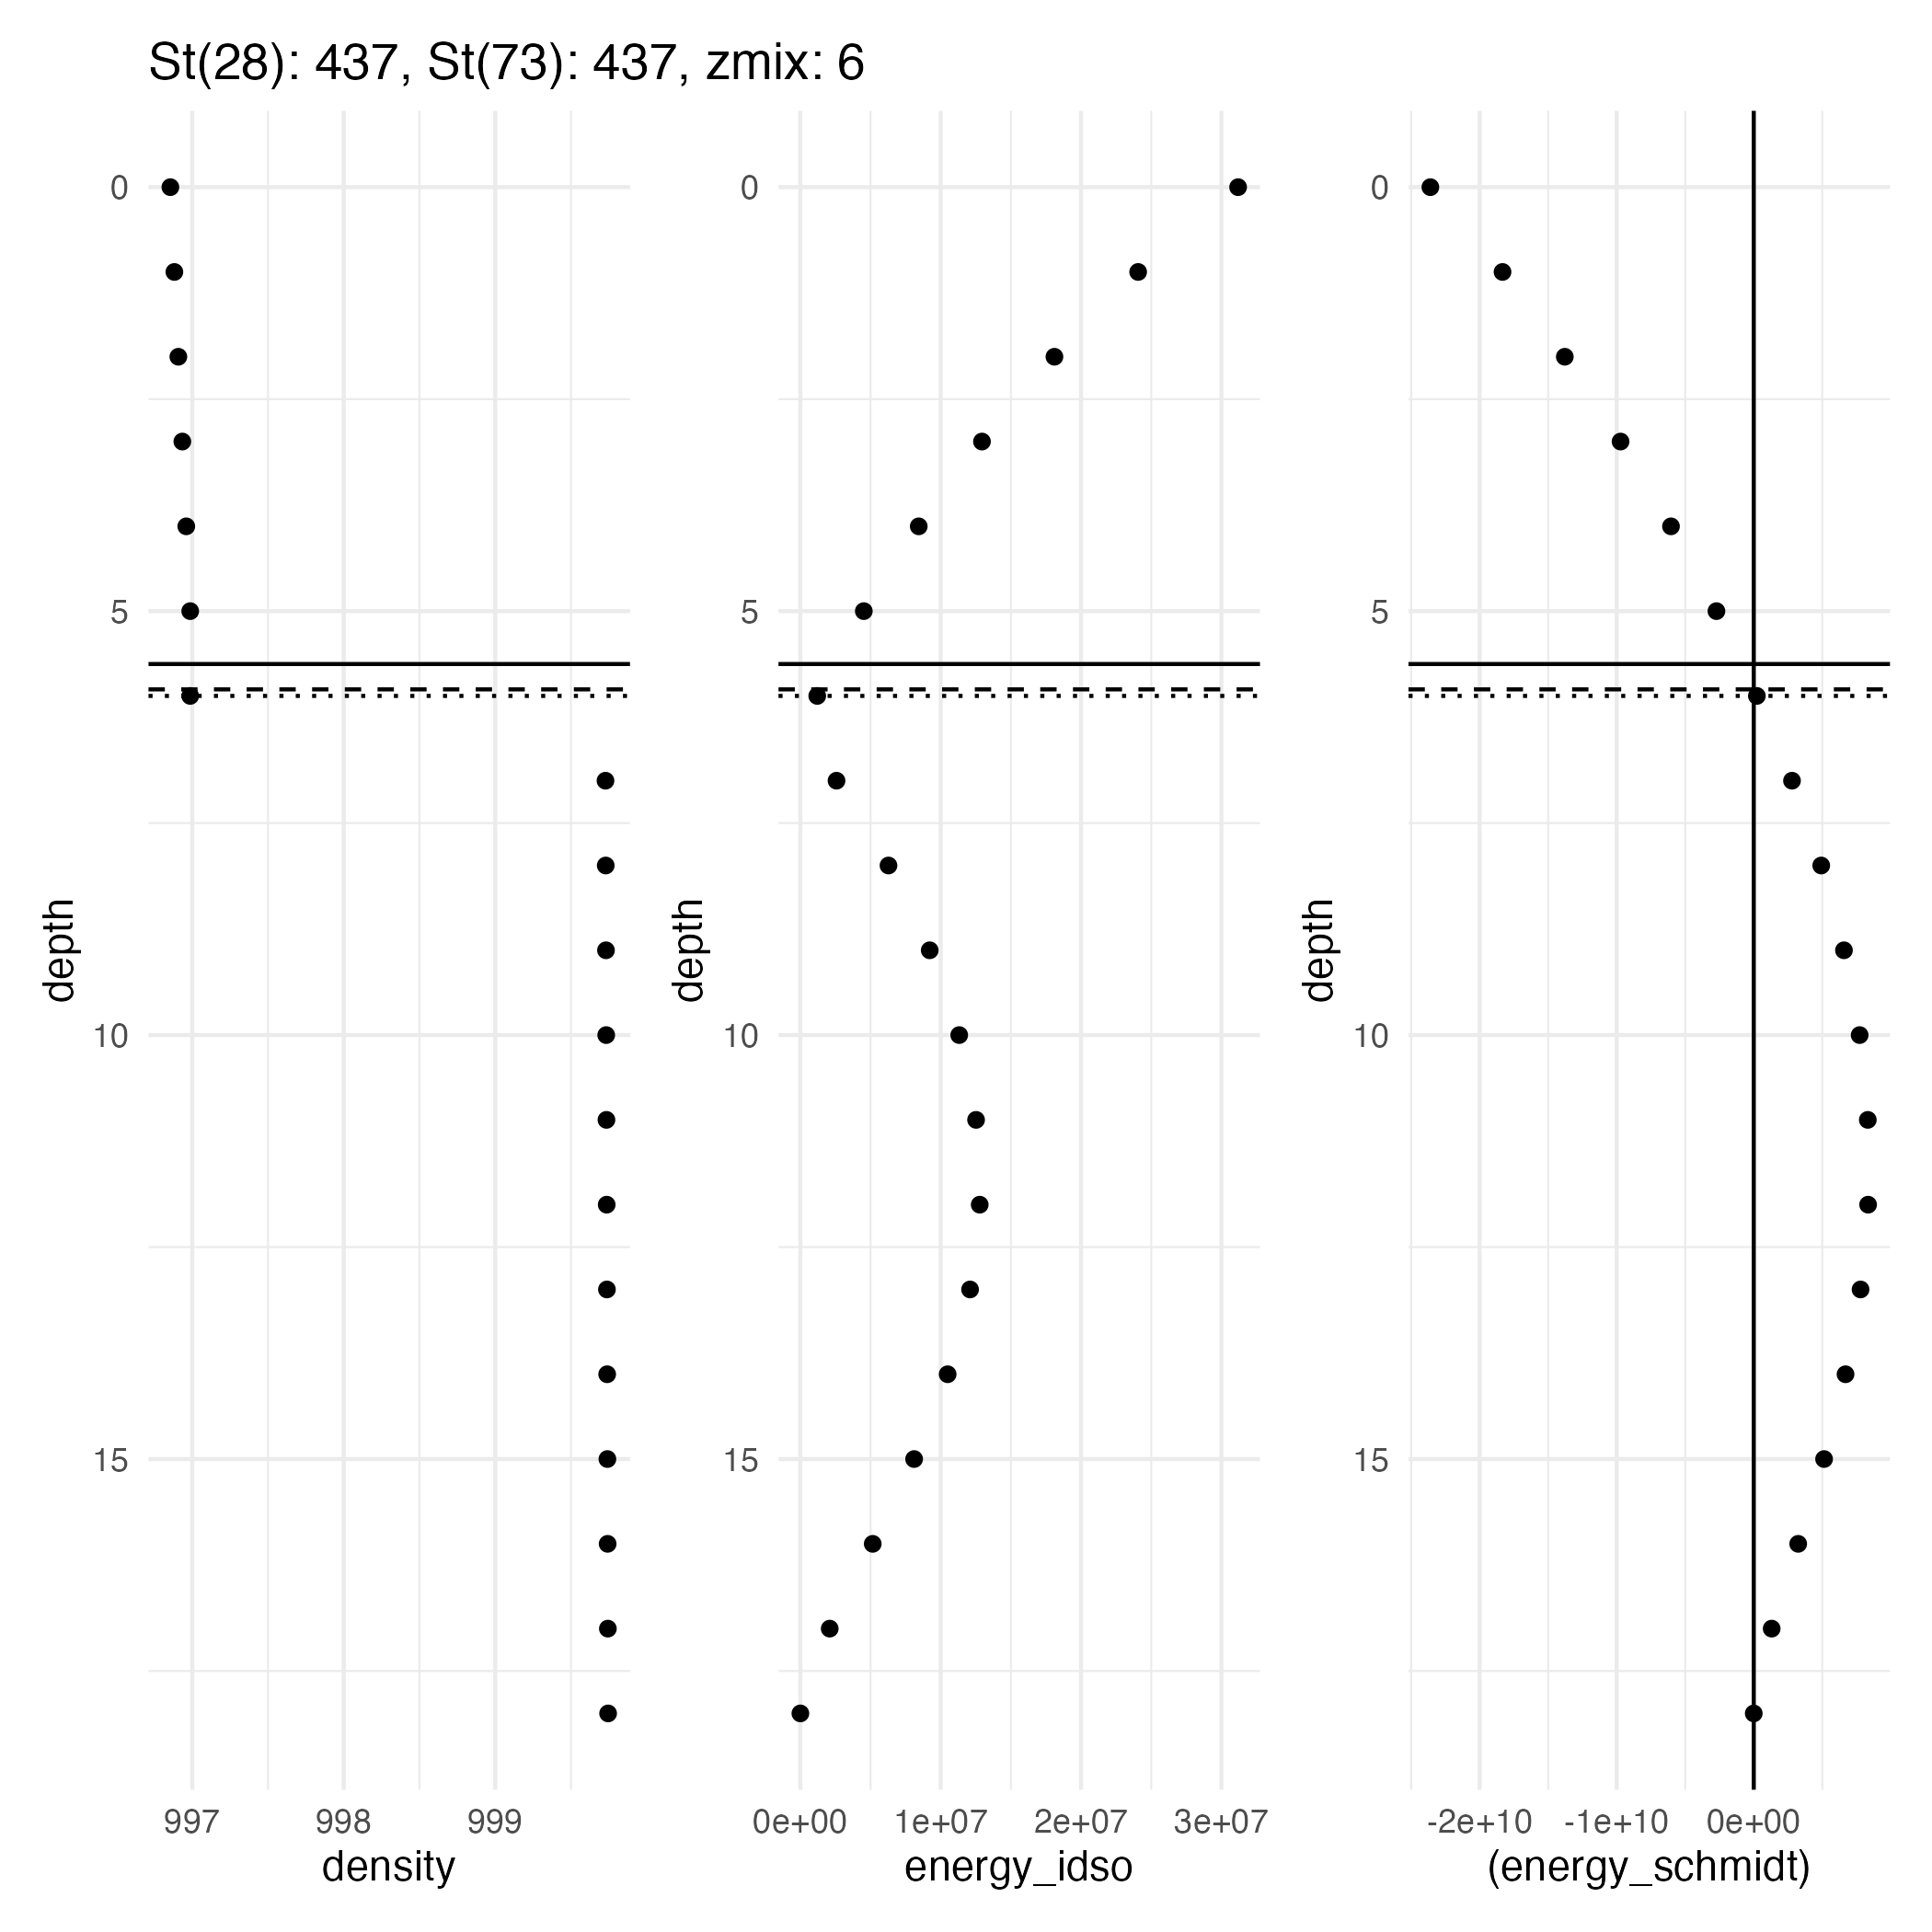 St(28): 437, St(73): 437, zmix: 6
0
5
10
15
depth
997 998 999
density
0
5
10
15
depth
0e+00 1e+07 2e+07 3e+07
energy_idso
0
5
10
15
depth
-2e+10 -1e+10 0e+00
(energy_schmidt)